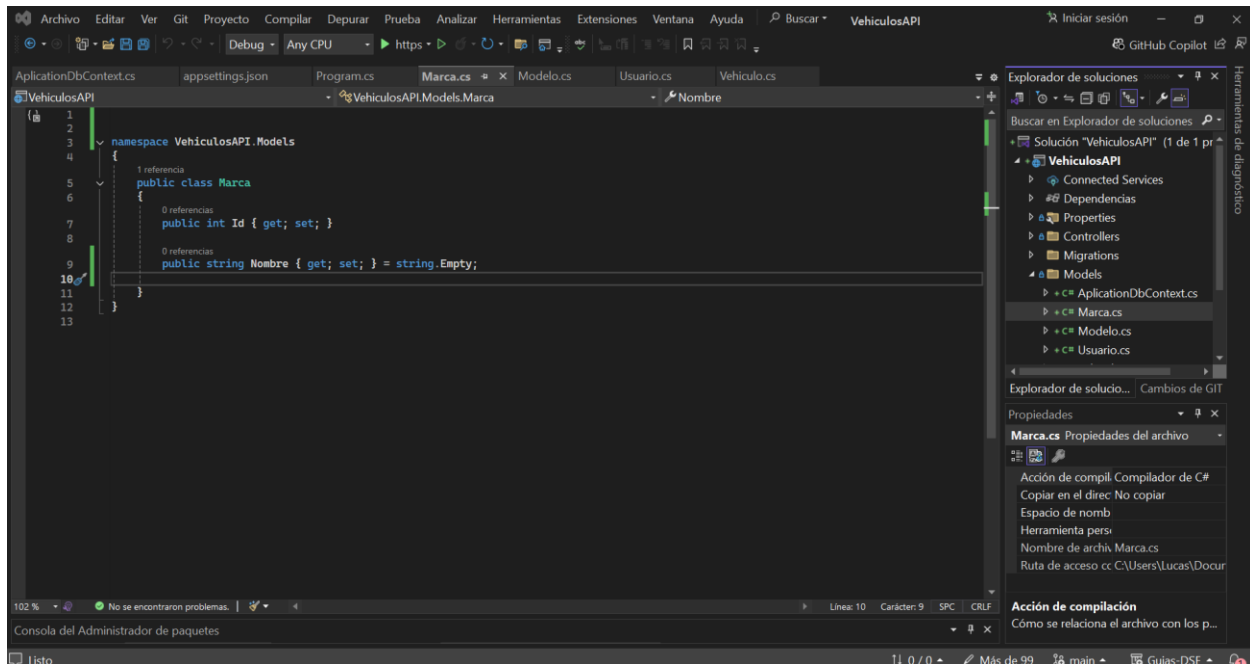 Archivo Editar Ver Git Proyecto Compilar Depurar Prueba Analizar Herramientas Extensiones Ventana Ayuda Buscar VehiculosAPI Iniciar sesión
Debug Any CPU https GitHub Copilot
AplicationDbContext.cs appsettings.json Program.cs Marca.cs Modelo.cs Usuario.cs Vehiculo.cs
VehiculosAPI VehiculosAPI.Models.Marca Nombre
1
2
3 namespace VehiculosAPI.Models
4 {
1 referencia
5 public class Marca
6 {
0 referencias
7 public int Id { get; set; }
8
0 referencias
9 public string Nombre { get; set; } = string.Empty;
10
11 }
12 }
13
102 % No se encontraron problemas. Línea: 10 Carácter: 9 SPC CRLF
Consola del Administrador de paquetes
Explorador de soluciones
Buscar en Explorador de soluciones
Solución "VehiculosAPI" (1 de 1 pr
VehiculosAPI
Connected Services
Dependencias
Properties
Controllers
Migrations
Models
C# AplicationDbContext.cs
C# Marca.cs
C# Modelo.cs
C# Usuario.cs
Explorador de solucio... Cambios de GIT
Propiedades
Marca.cs Propiedades del archivo
Acción de compil Compilador de C#
Copiar en el direc No copiar
Espacio de nomb
Herramienta perso
Nombre de archiv Marca.cs
Ruta de acceso cc C:\Users\Lucas\Docur
Acción de compilación
Cómo se relaciona el archivo con los p...
Herramientas de diagnóstico
Listo 0 / 0 Más de 99 main Guias-DSF